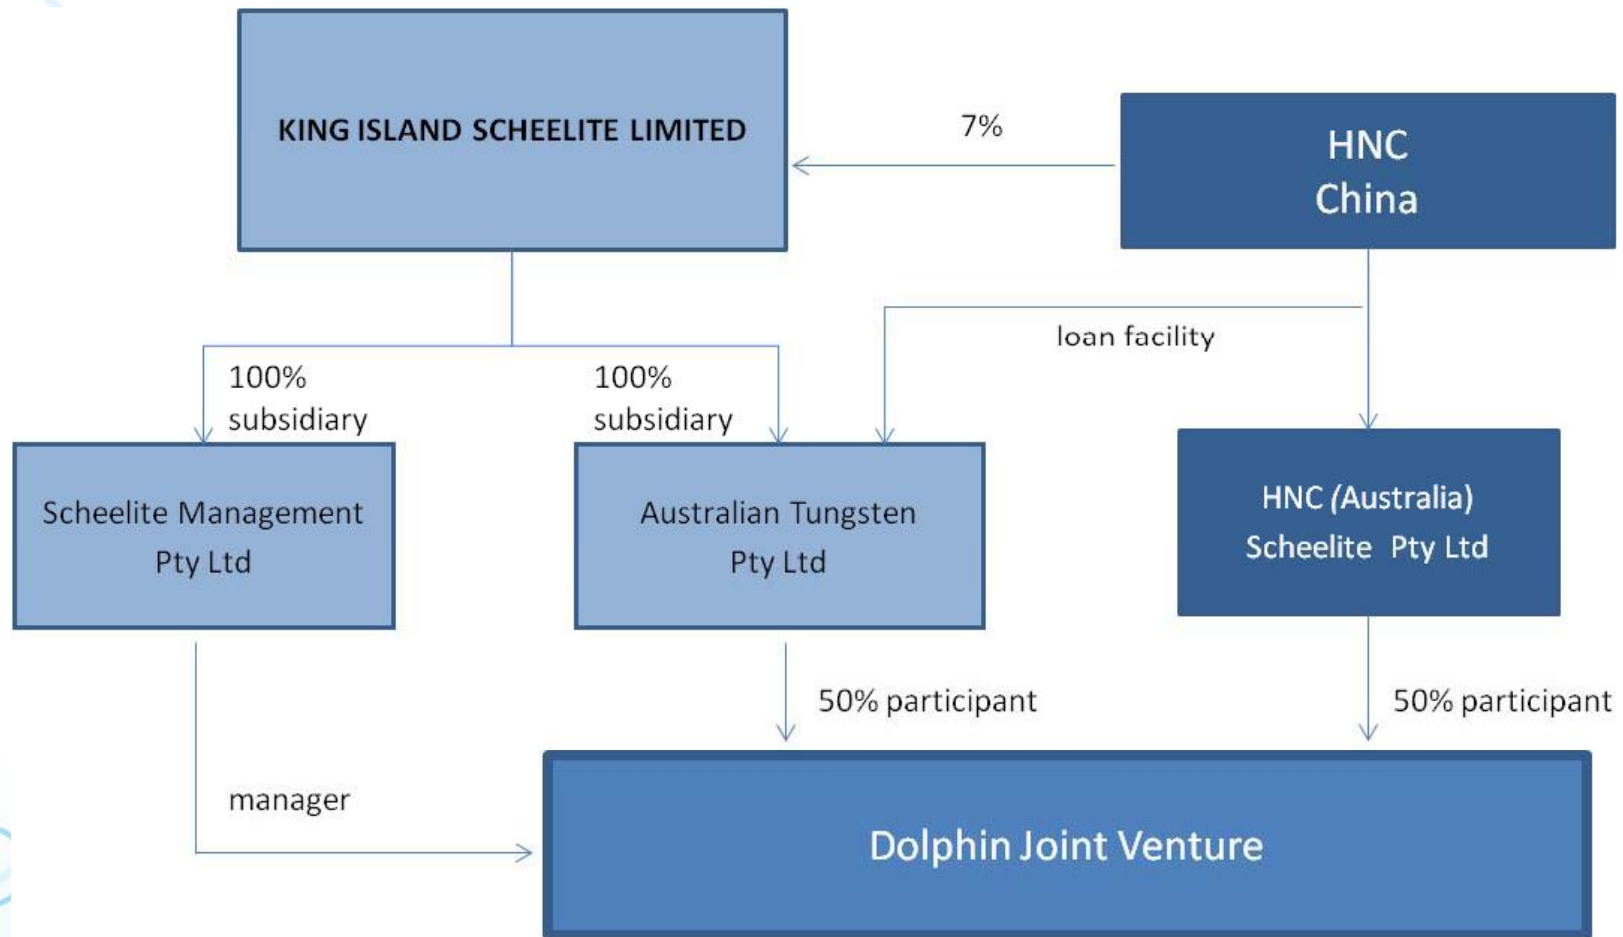 KING ISLAND SCHEELITE LIMITED
7%
HNC
China
loan facility
100%
subsidiary
100%
subsidiary
Scheelite Management
Pty Ltd
Australian Tungsten
Pty Ltd
HNC (Australia)
Scheelite Pty Ltd
50% participant
50% participant
manager
Dolphin Joint Venture